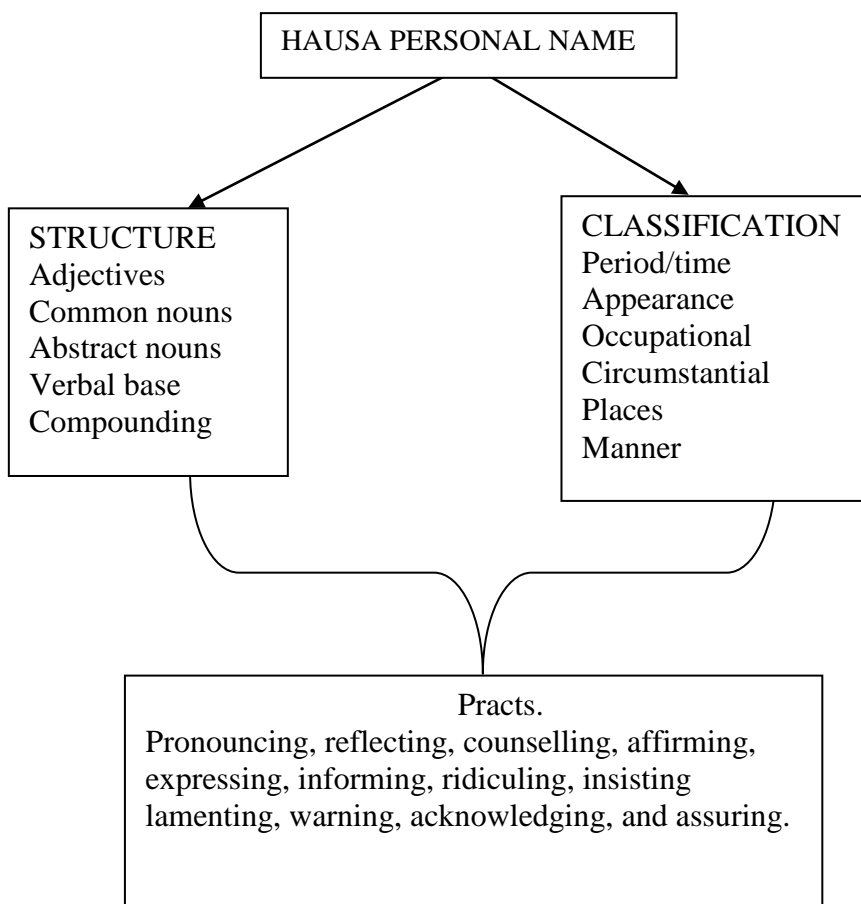 HAUSA PERSONAL NAME
STRUCTURE
Adjectives
Common nouns
Abstract nouns
Verbal base
Compounding
CLASSIFICATION
Period/time
Appearance
Occupational
Circumstantial
Places
Manner
Practs.
Pronouncing, reflecting, counselling, affirming,
expressing, informing, ridiculing, insisting
lamenting, warning, acknowledging, and assuring.